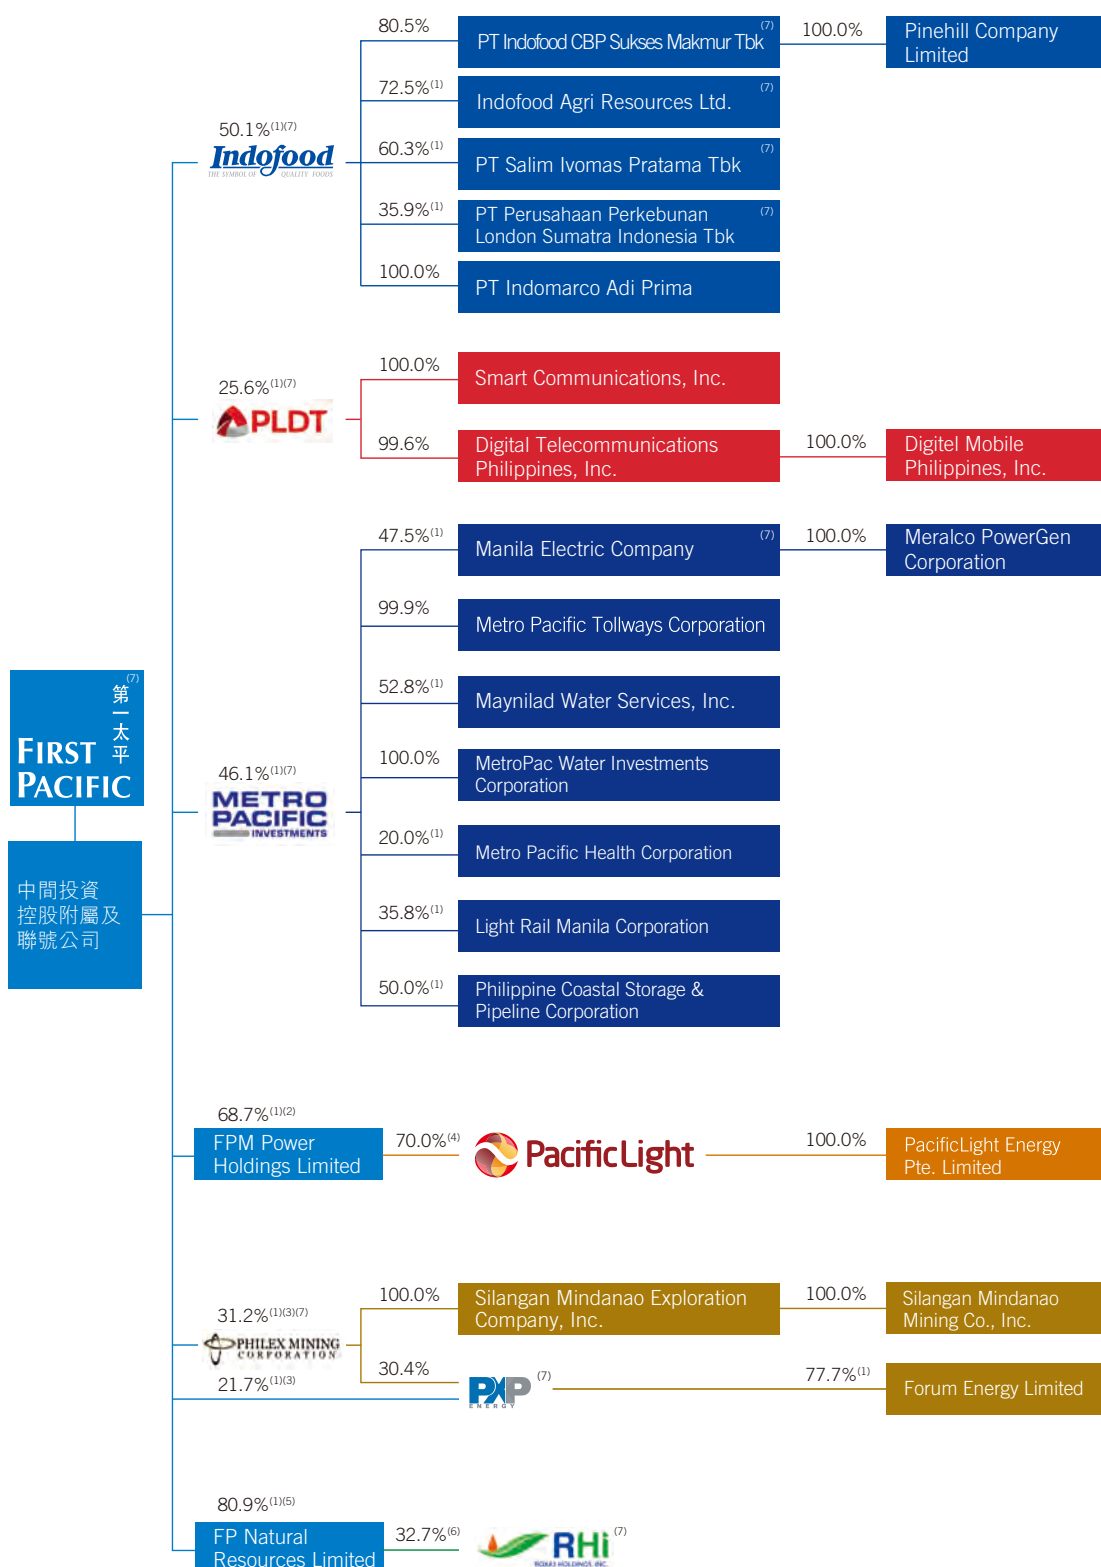 80.5%
PT Indofood CBP Sukses Makmur Tbk (7)
100.0%
Pinehill Company
Limited
72.5%(1)
Indofood Agri Resources Ltd. (7)
50.1%(1)(7)
Indofood
THE SYMBOL OF QUALITY FOODS
60.3%(1)
PT Salim Ivomas Pratama Tbk (7)
35.9%(1)
PT Perusahaan Perkebunan (7)
London Sumatra Indonesia Tbk
100.0%
PT Indomarco Adi Prima
25.6%(1)(7)
PLDT
100.0%
Smart Communications, Inc.
99.6%
Digital Telecommunications
Philippines, Inc.
100.0%
Digitel Mobile
Philippines, Inc.
47.5%(1)
Manila Electric Company (7)
100.0%
Meralco PowerGen
Corporation
99.9%
Metro Pacific Tollways Corporation
52.8%(1)
Maynilad Water Services, Inc.
(7)
第一太平
FIRST
PACIFIC
46.1%(1)(7)
METRO
PACIFIC
INVESTMENTS
100.0%
MetroPac Water Investments
Corporation
20.0%(1)
Metro Pacific Health Corporation
中間投資
控股附屬及
聯號公司
35.8%(1)
Light Rail Manila Corporation
50.0%(1)
Philippine Coastal Storage &
Pipeline Corporation
68.7%(1)(2)
FPM Power
Holdings Limited
70.0%(4)
PacificLight
100.0%
PacificLight Energy
Pte. Limited
31.2%(1)(3)(7)
PHILEX MINING
CORPORATION
100.0%
Silangan Mindanao Exploration
Company, Inc.
100.0%
Silangan Mindanao
Mining Co., Inc.
21.7%(1)(3)
30.4%
PXP (7)
ENERGY
77.7%(1)
Forum Energy Limited
80.9%(1)(5)
FP Natural
Resources Limited
32.7%(6)
RHi (7)
ROXAS HOLDINGS, INC.